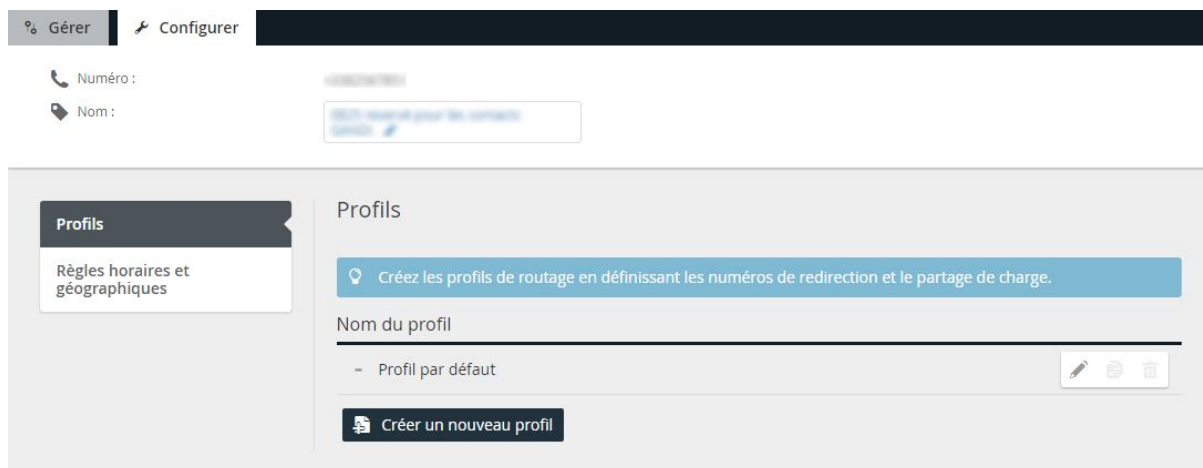 Gérer
Configurer
Numéro :
Nom :
Profils
Règles horaires et
géographiques
Profils
Créez les profils de routage en définissant les numéros de redirection et le partage de charge.
Nom du profil
- Profil par défaut
Créer un nouveau profil